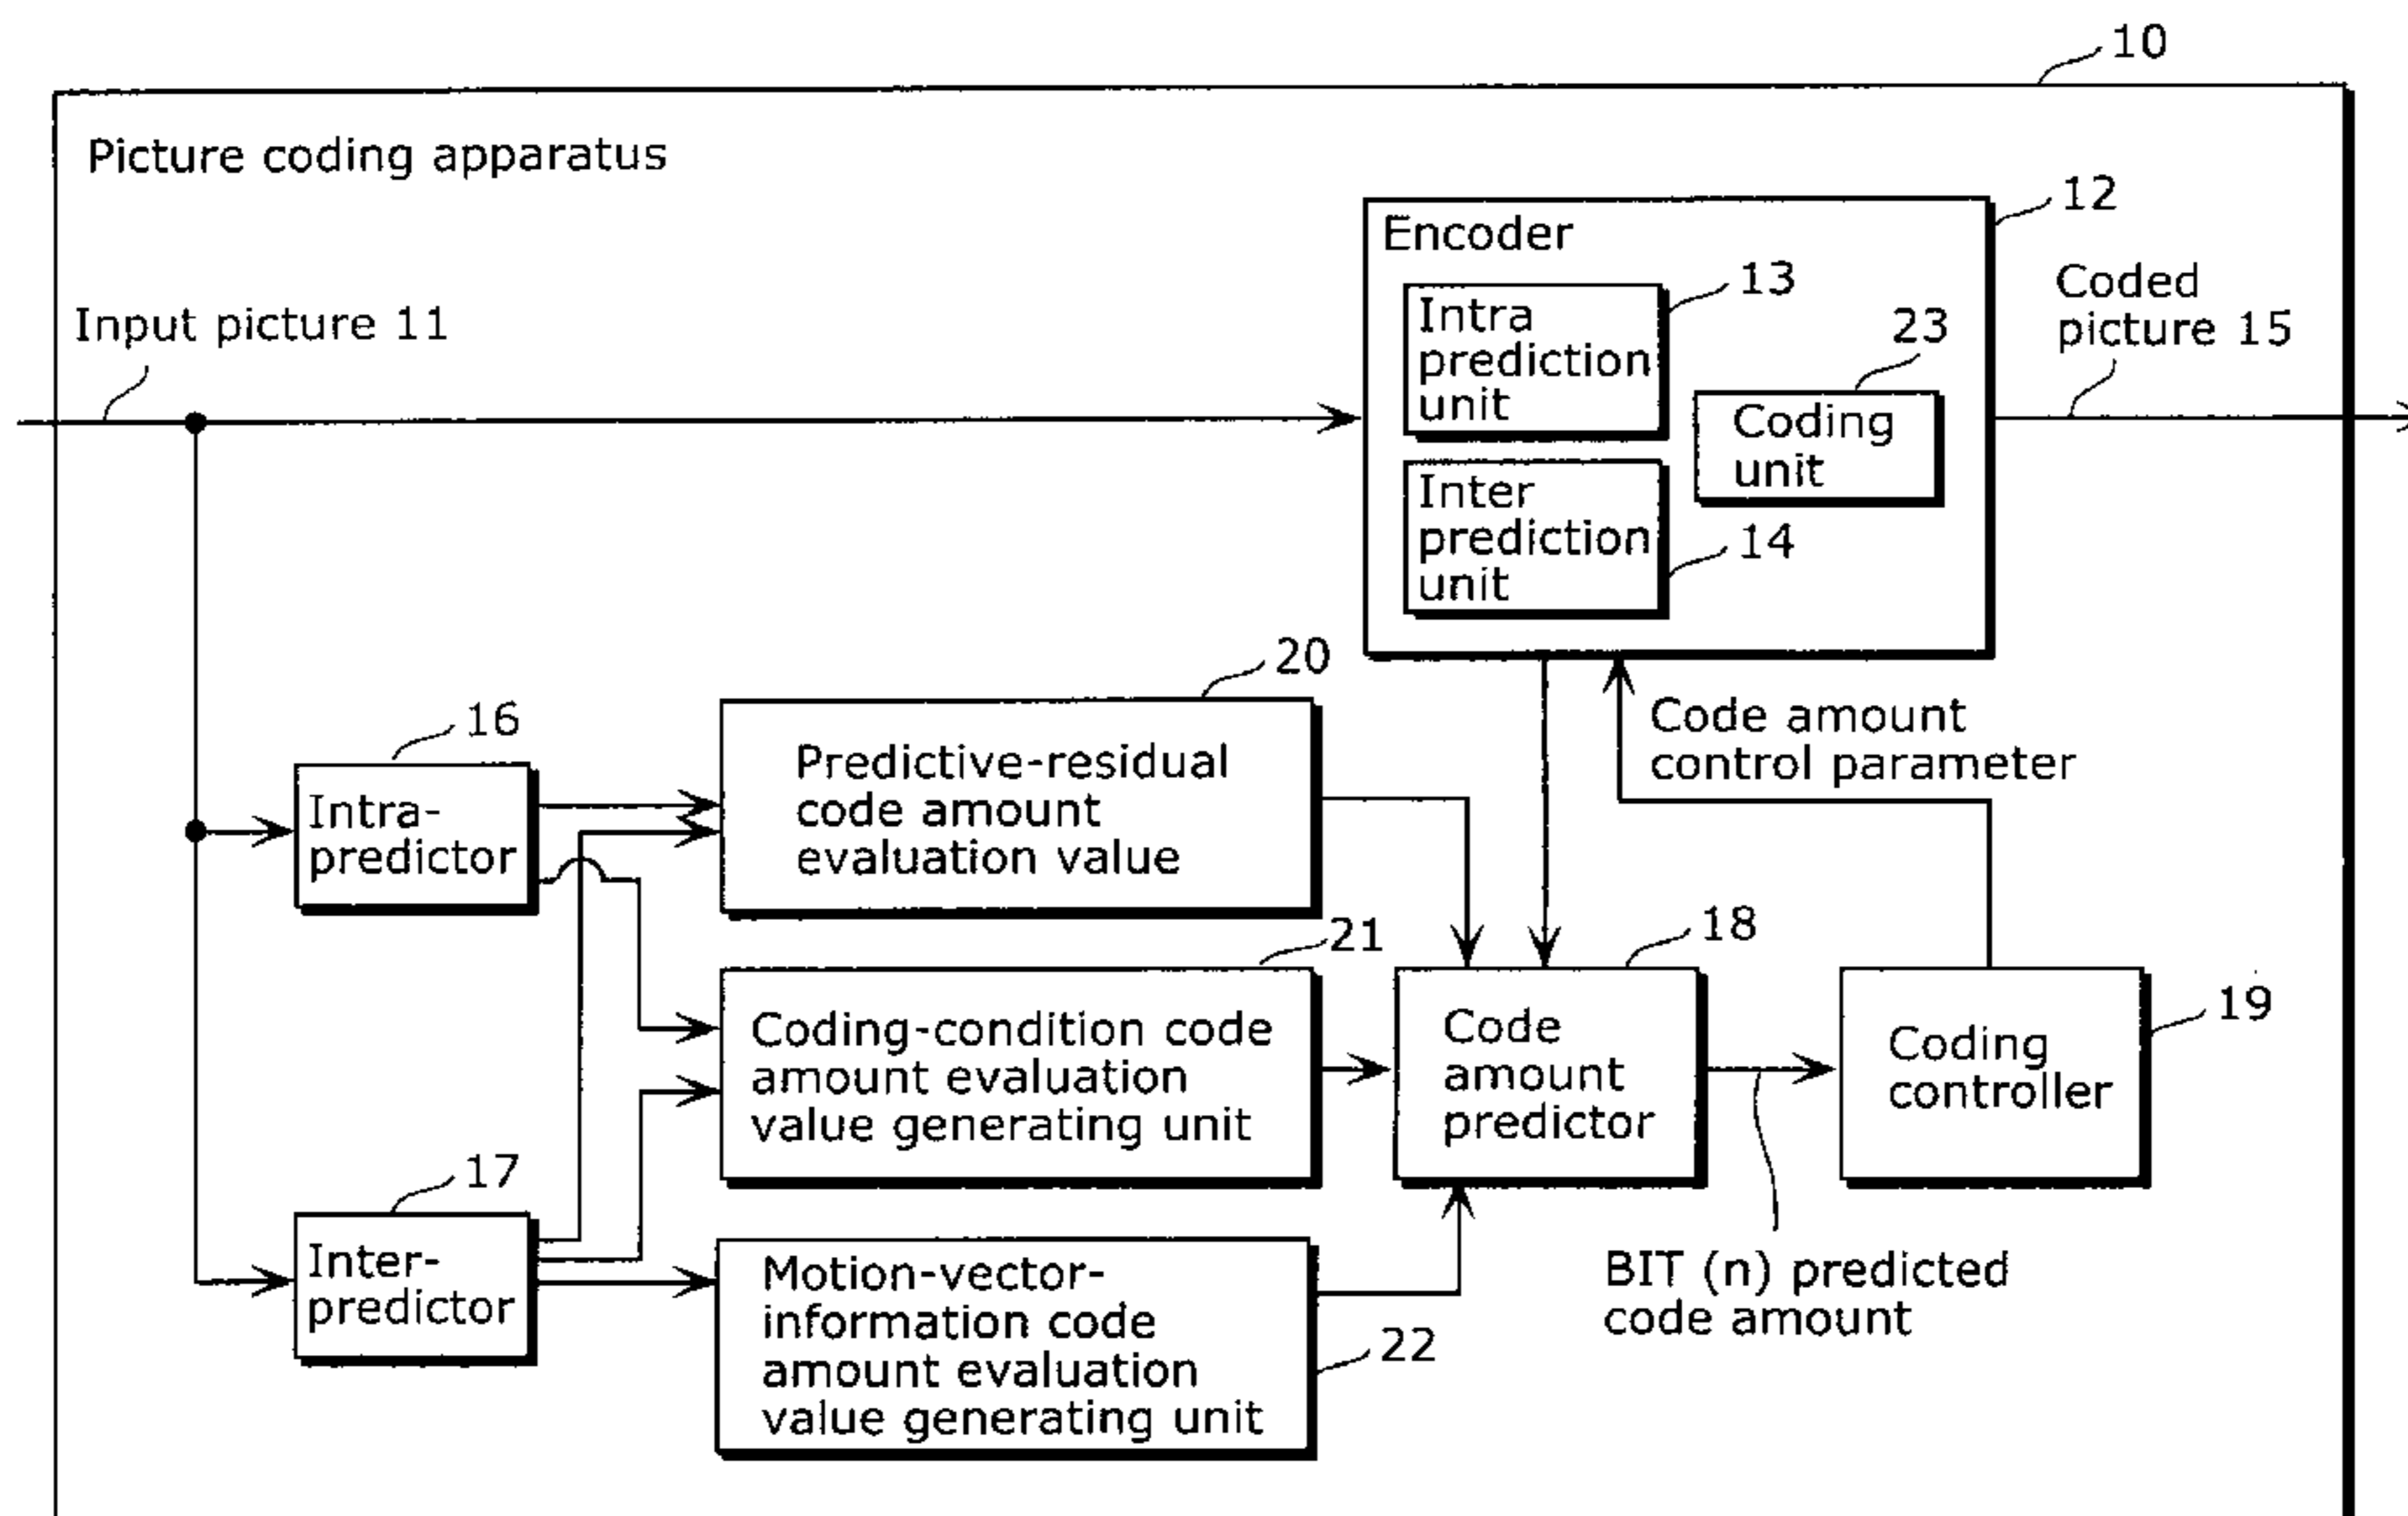 10
Picture coding apparatus
12
Encoder
13
Intra
prediction
unit
23
Coding
unit
Inter
prediction
unit
14
Coded
picture 15
Input picture 11
20
Predictive-residual
code amount
evaluation value
16
Intra-
predictor
Code amount
control parameter
21
Coding-condition code
amount evaluation
value generating unit
18
Code
amount
predictor
19
Coding
controller
17
Inter-
predictor
Motion-vector-
information code
amount evaluation
value generating unit
22
BIT (n) predicted
code amount